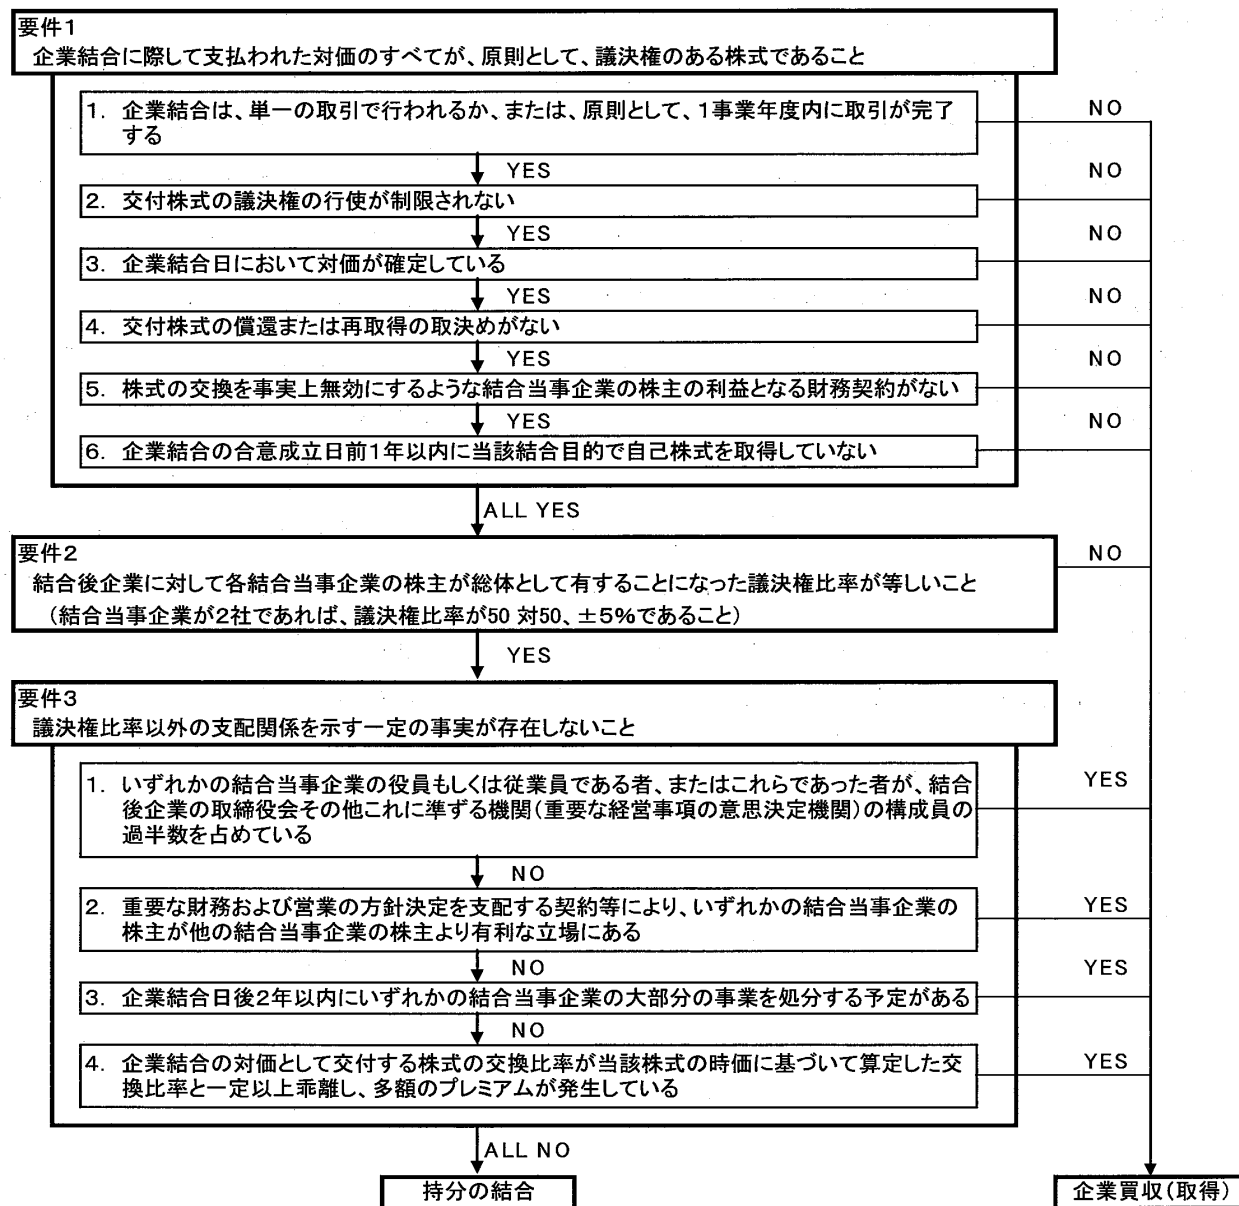 要件1
企業結合に際して支払われた対価のすべてが、原則として、議決権のある株式であること
1. 企業結合は、単一の取引で行われるか、または、原則として、1事業年度内に取引が完了
する
NO
YES
2. 交付株式の議決権の行使が制限されない
NO
YES
3. 企業結合日において対価が確定している
NO
YES
4. 交付株式の償還または再取得の取決めがない
NO
YES
5. 株式の交換を事実上無効にするような結合当事企業の株主の利益となる財務契約がない
NO
YES
6. 企業結合の合意成立日前1年以内に当該結合目的で自己株式を取得していない
NO
ALL YES
要件2
結合後企業に対して各結合当事企業の株主が総体として有することになった議決権比率が等しいこと
(結合当事企業が2社であれば、議決権比率が50 対50、±5%であること)
NO
YES
要件3
議決権比率以外の支配関係を示す一定の事実が存在しないこと
1. いずれかの結合当事企業の役員もしくは従業員である者、またはこれらであった者が、結合
後企業の取締役会その他これに準ずる機関(重要な経営事項の意思決定機関)の構成員の
過半数を占めている
YES
NO
2. 重要な財務および営業の方針決定を支配する契約等により、いずれかの結合当事企業の
株主が他の結合当事企業の株主より有利な立場にある
YES
NO
3. 企業結合日後2年以内にいずれかの結合当事企業の大部分の事業を処分する予定がある
YES
NO
4. 企業結合の対価として交付する株式の交換比率が当該株式の時価に基づいて算定した交
換比率と一定以上乖離し、多額のプレミアムが発生している
YES
ALL NO
持分の結合
企業買収(取得)